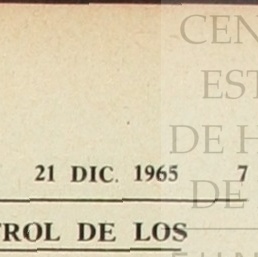 CEN
EST
DE H
21 DIC. 1965 7
DE
TROL DE LOS